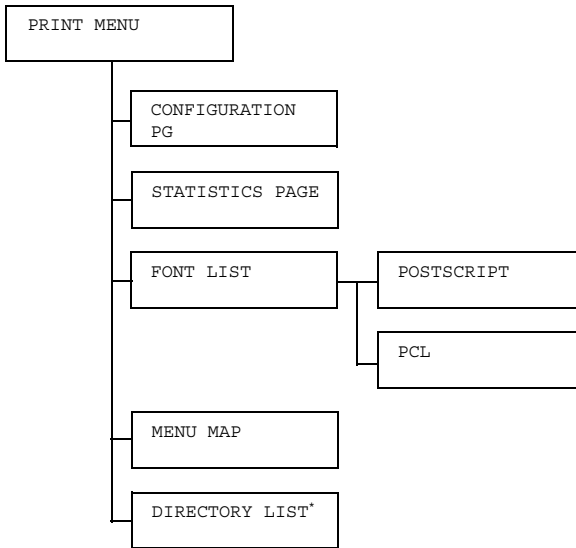 PRINT MENU
CONFIGURATION
PG
STATISTICS PAGE
FONT LIST
POSTSCRIPT
PCL
MENU MAP
DIRECTORY LIST*